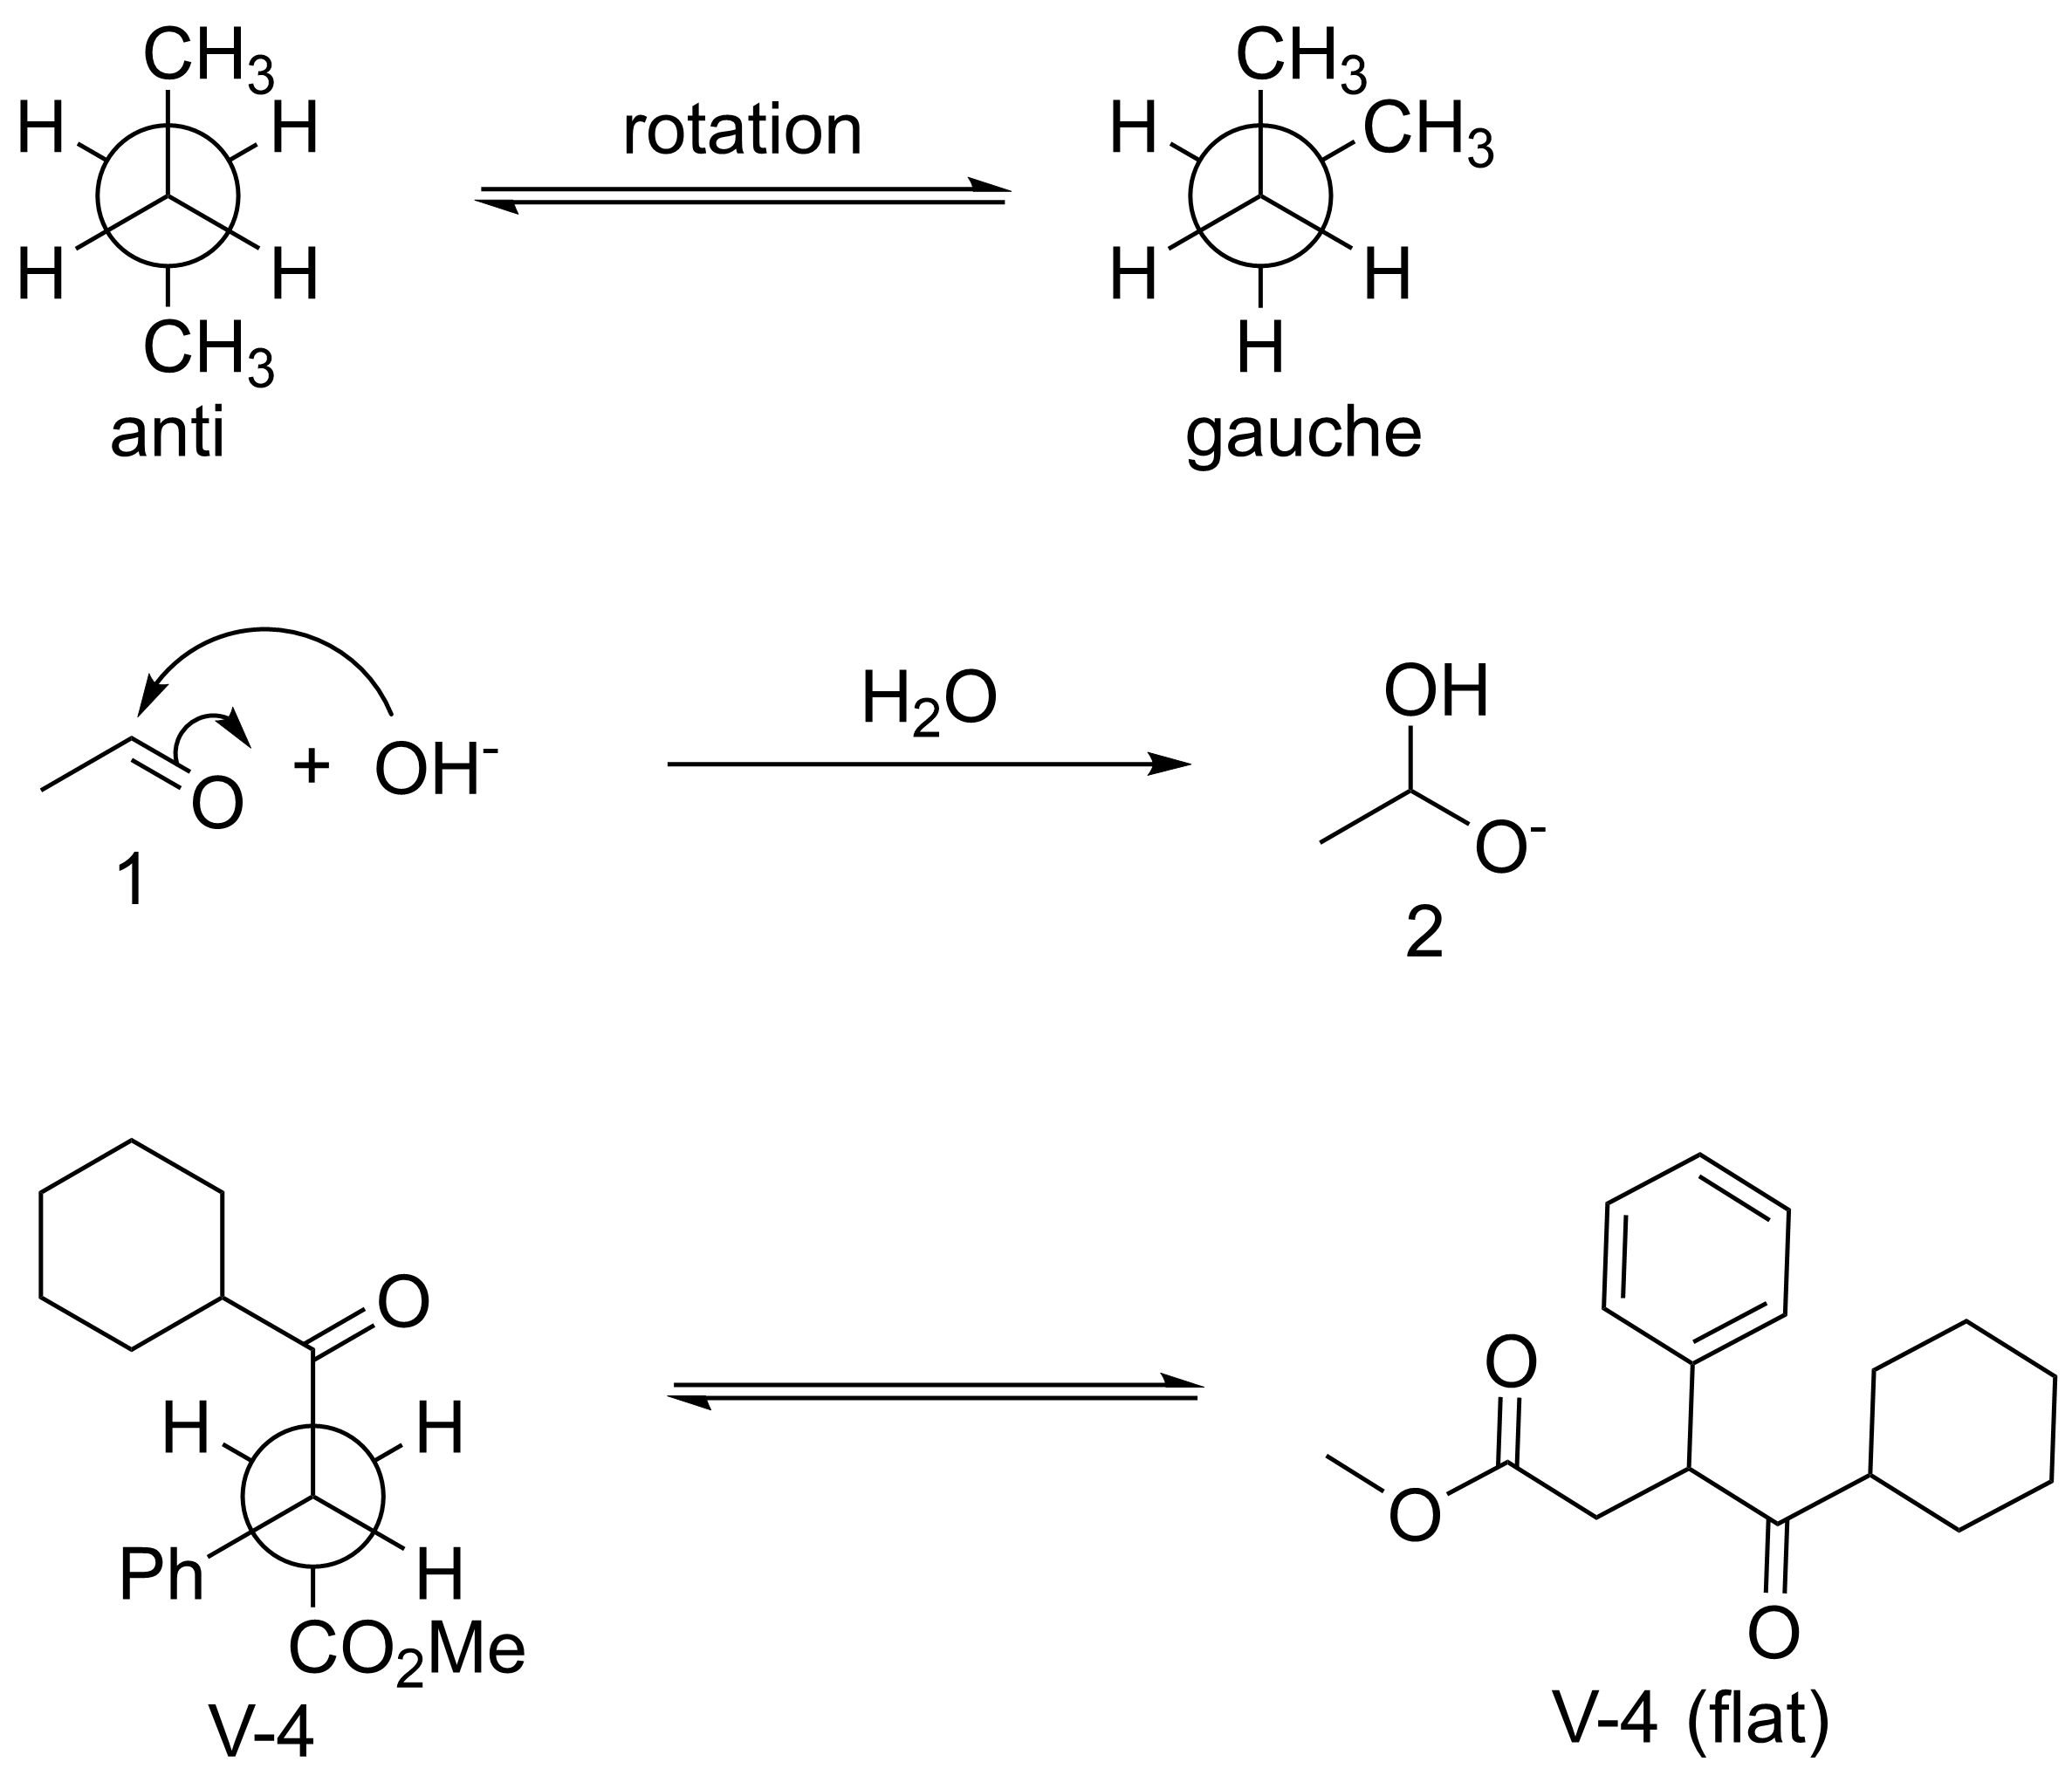 CH3 CH3
H H rotation H CH3
H H H H
CH3 H
anti gauche
OH
H2O
+ OH-
O O-
1 2
O
H H O
Ph H O
CO2Me O
V-4 V-4 (flat)